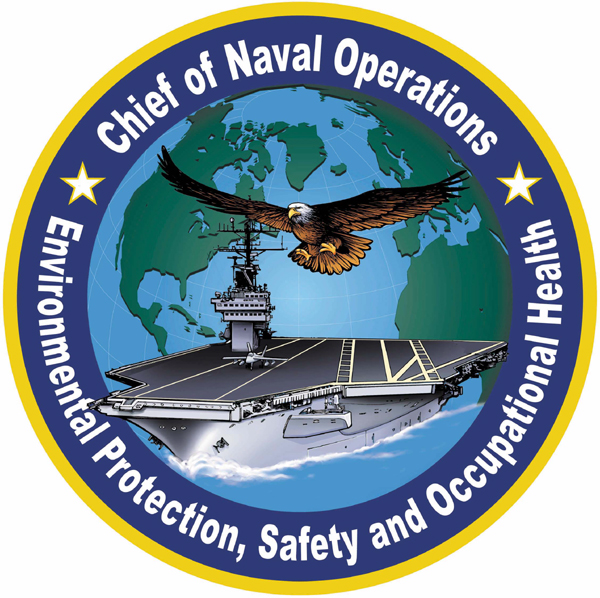 Chief of Naval Operations
Environmental Protection, Safety and Occupational Health